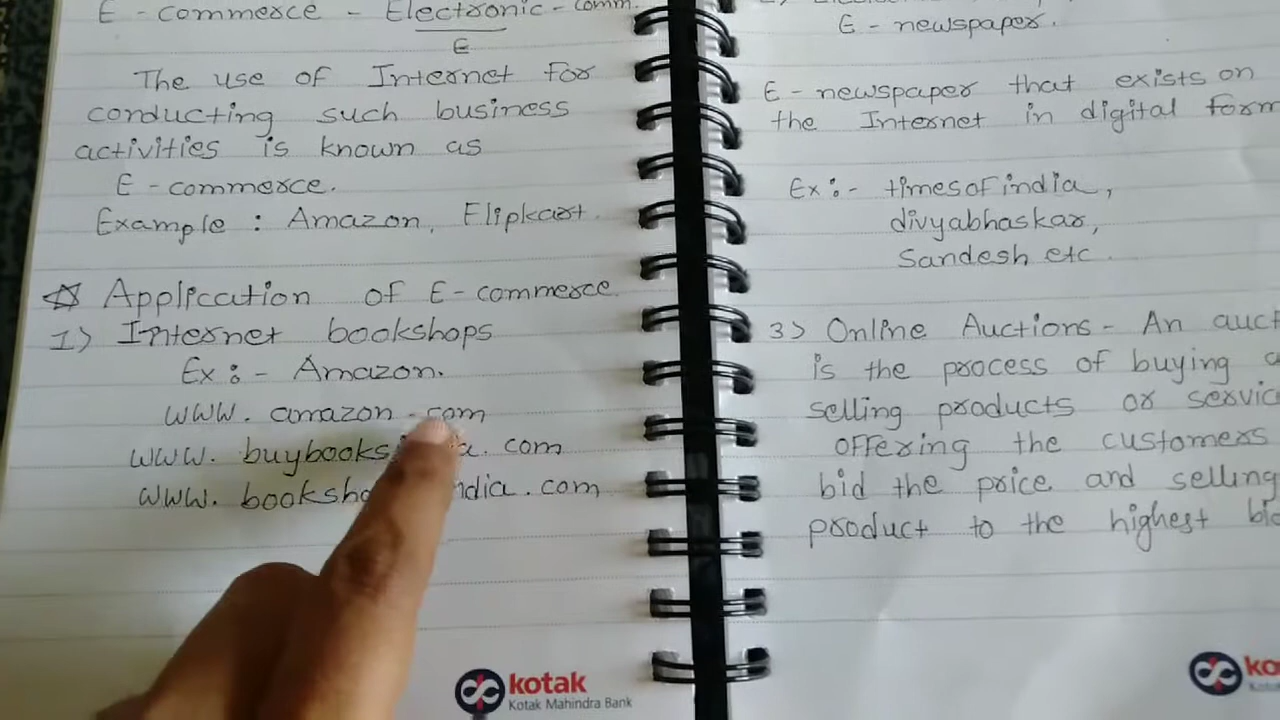 E - commerce - Electronic - comm.
E
The use of Internet for
conducting such business
activities is known as
E - commerce.
Example : Amazon, Flipkart.
☆ Application of E - commerce.
1) Internet bookshops
Ex :- Amazon.
www. amazon .com
www. buybooks a. com
www. booksho ndia. com
kotak
Kotak Mahindra Bank
E - newspaper.
E - newspaper that exists on
the Internet in digital form
Ex :- timesofindia,
divyabhaskar,
Sandesh etc.
3) Online Auctions - An auct
is the process of buying
selling products or servic
offering the customers
bid the price and selling
product to the highest bid
ko
Kota